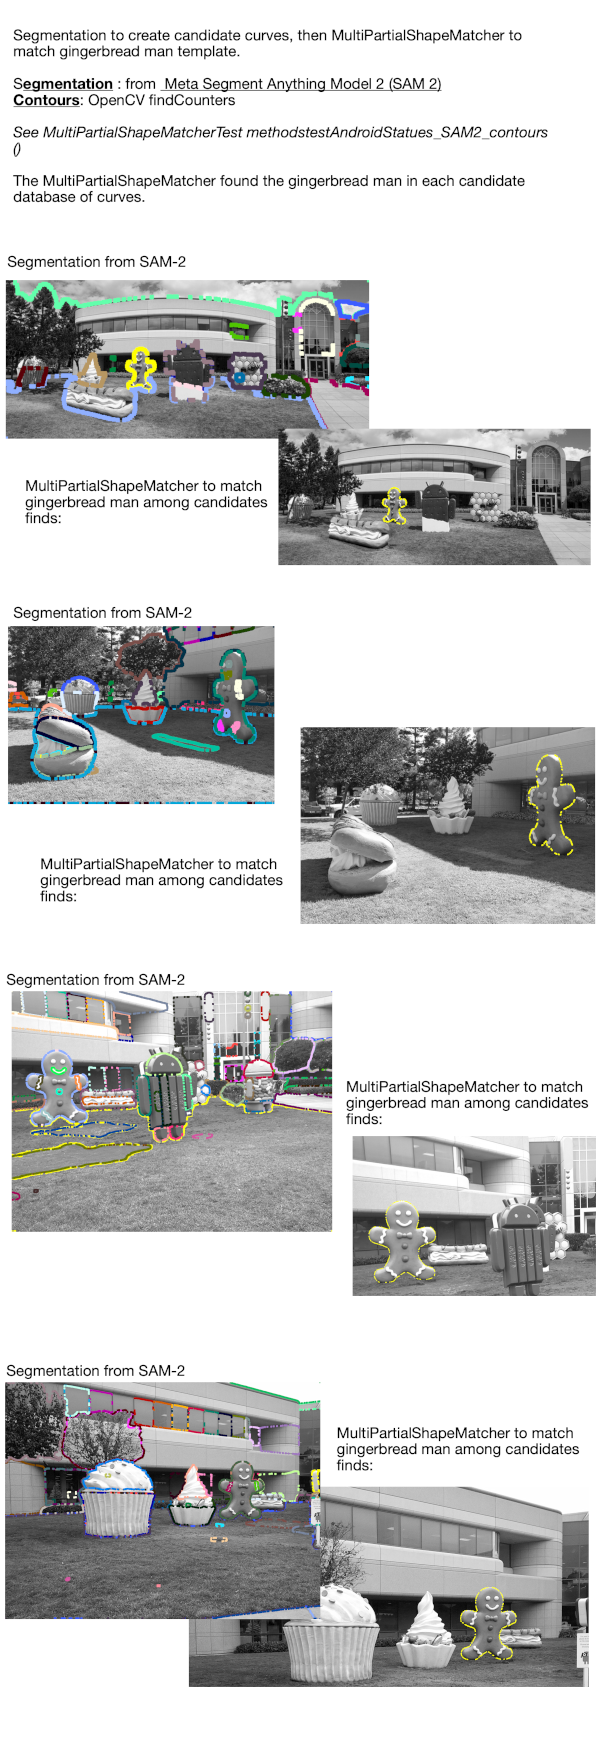 Segmentation to create candidate curves, then MultiPartialShapeMatcher to
match gingerbread man template.
Segmentation : from  Meta Segment Anything Model 2 (SAM 2)
Contours: OpenCV findCounters
See MultiPartialShapeMatcherTest methodstestAndroidStatues_SAM2_contours
()
The MultiPartialShapeMatcher found the gingerbread man in each candidate
database of curves.
Segmentation from SAM-2
MultiPartialShapeMatcher to match
gingerbread man among candidates
finds:
Segmentation from SAM-2
MultiPartialShapeMatcher to match
gingerbread man among candidates
finds:
Segmentation from SAM-2
MultiPartialShapeMatcher to match
gingerbread man among candidates
finds:
Segmentation from SAM-2
MultiPartialShapeMatcher to match
gingerbread man among candidates
finds: